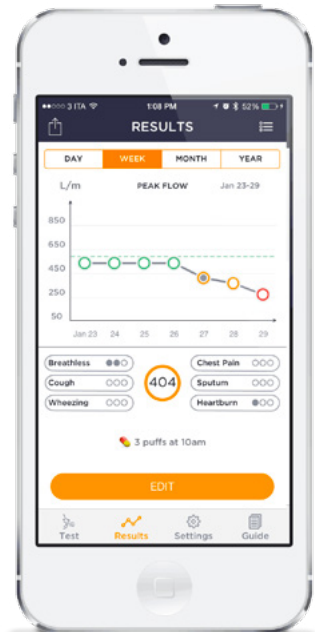 3 ITA 1:08 PM 52%
RESULTS
DAY WEEK MONTH YEAR
L/m PEAK FLOW Jan 23-29
850
650
450
250
50
Jan 23 24 25 26 27 28 29
Breathless Chest Pain
Cough 404 Sputum
Wheezing Heartburn
3 puffs at 10am
EDIT
Test Results Settings Guide